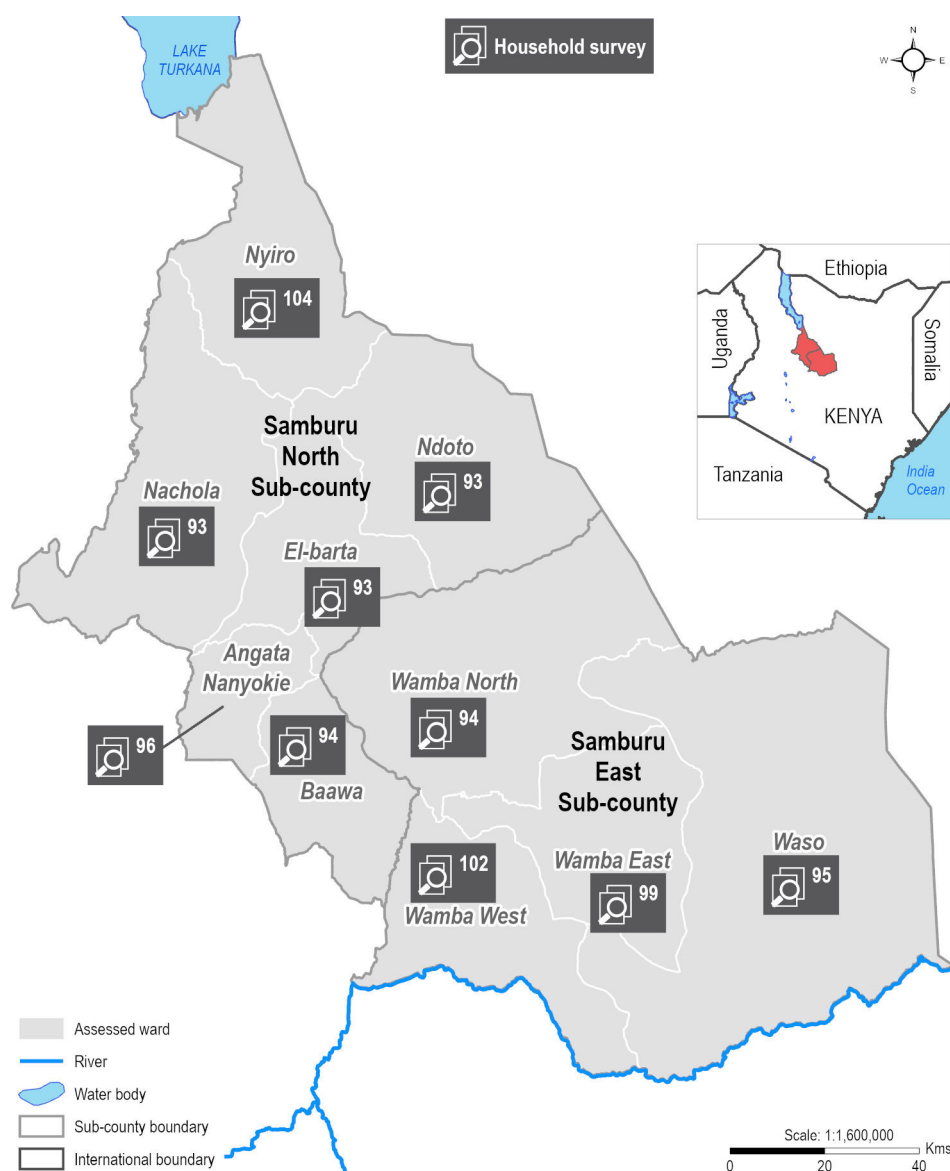 LAKE
TURKANA
Household survey
N
W
E
S
Nyiro
104
Ethiopia
Uganda
Somalia
KENYA
Tanzania
India
Ocean
Samburu
North
Sub-county
Ndoto
93
Nachola
93
El-barta
93
Angata
Nanyokie
96
94
Baawa
Wamba North
94
Samburu
East
Sub-county
102
Wamba West
Wamba East
99
Waso
95
Assessed ward
River
Water body
Sub-county boundary
International boundary
Scale: 1:1,600,000
Kms
0
20
40